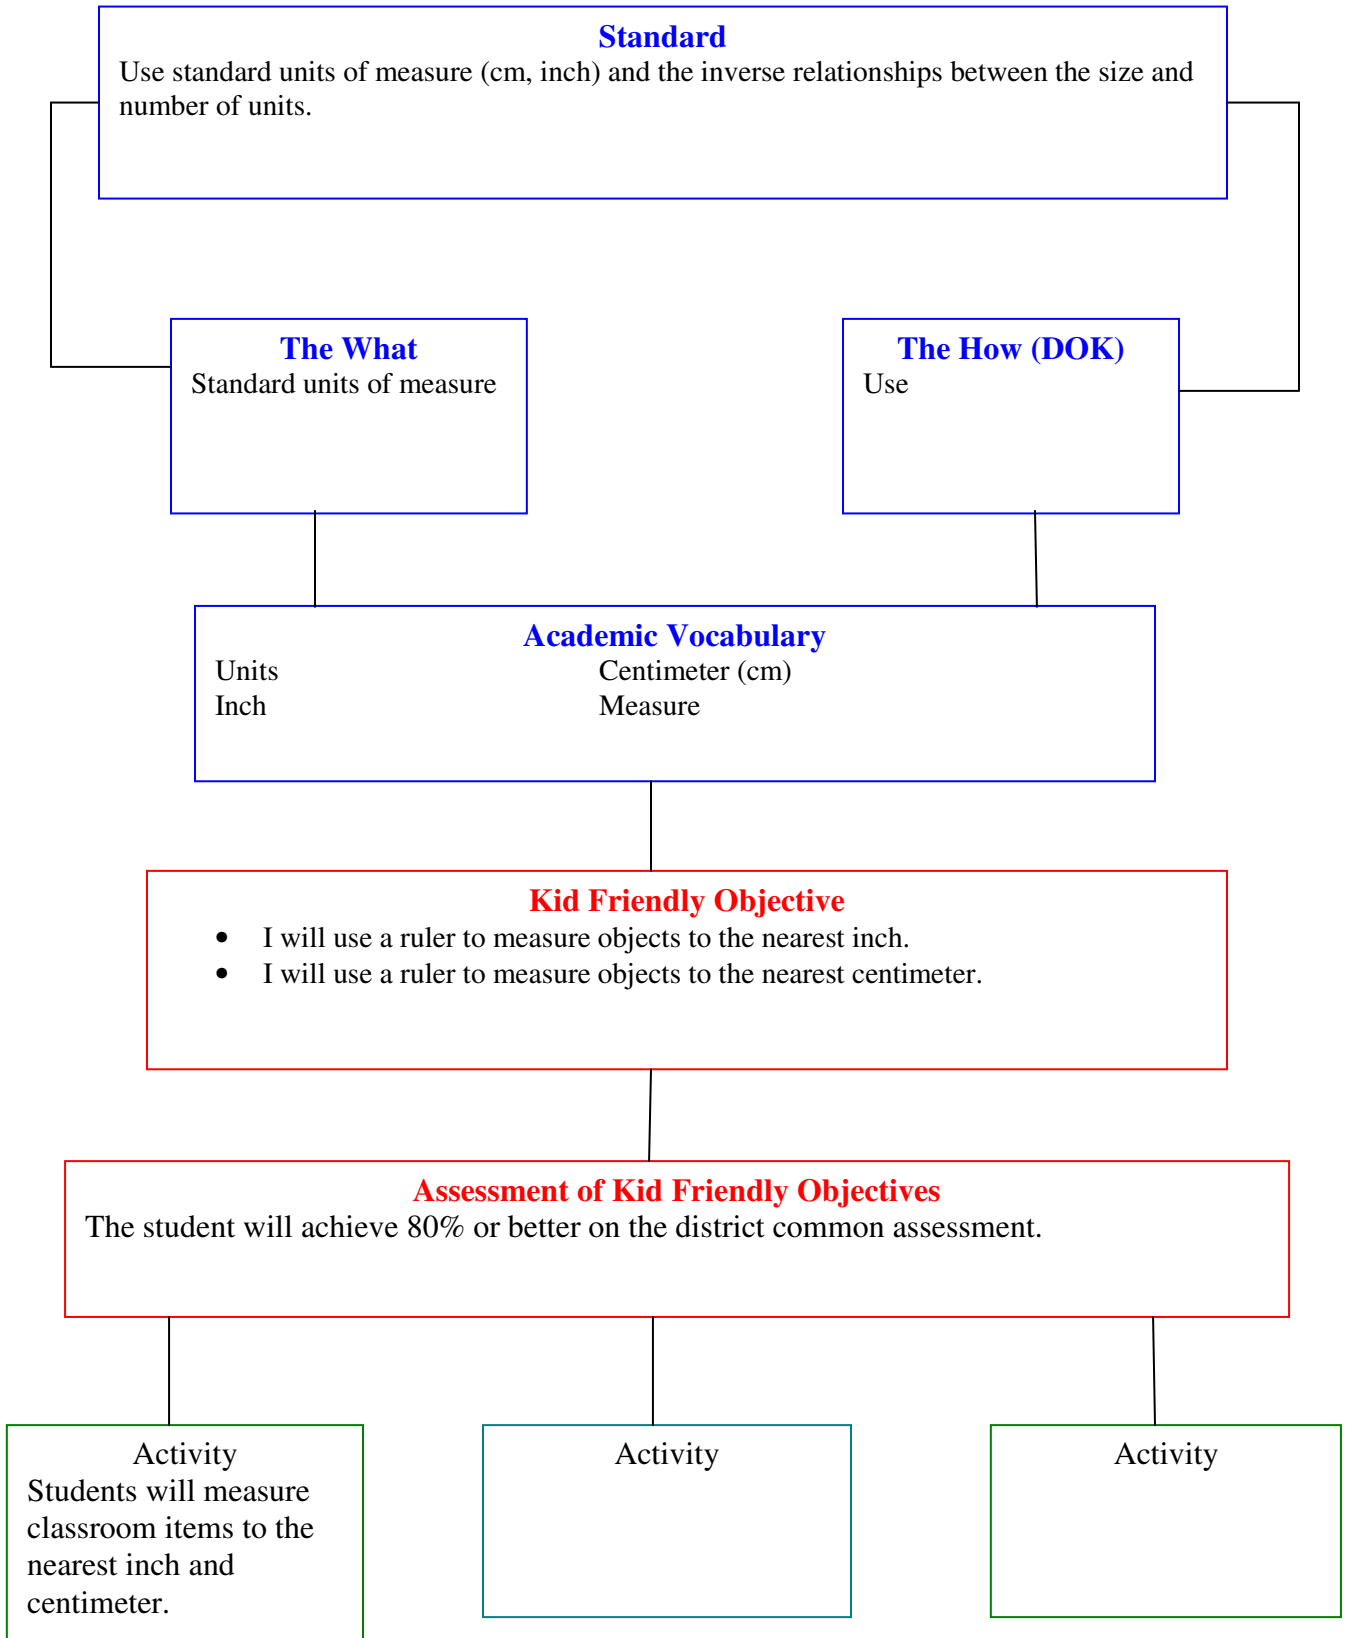 Standard
Use standard units of measure (cm, inch) and the inverse relationships between the size and
number of units.
The What
Standard units of measure
The How (DOK)
Use
Academic Vocabulary
Units Centimeter (cm)
Inch Measure
Kid Friendly Objective
• I will use a ruler to measure objects to the nearest inch.
• I will use a ruler to measure objects to the nearest centimeter.
Assessment of Kid Friendly Objectives
The student will achieve 80% or better on the district common assessment.
Activity
Students will measure
classroom items to the
nearest inch and
centimeter.
Activity
Activity